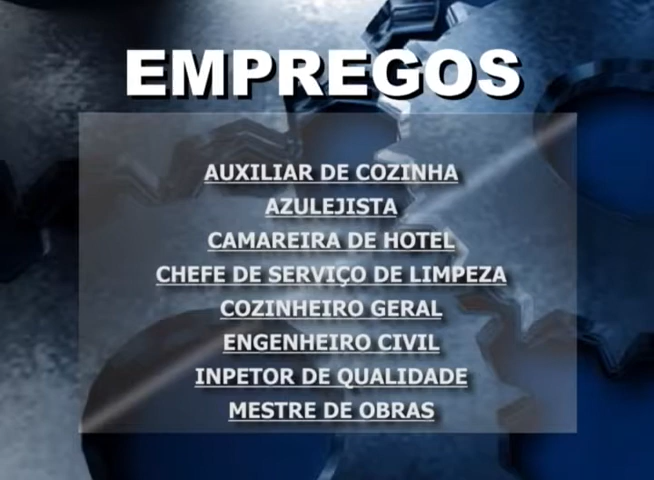 EMPREGOS
AUXILIAR DE COZINHA
AZULEJISTA
CAMAREIRA DE HOTEL
CHEFE DE SERVIÇO DE LIMPEZA
COZINHEIRO GERAL
ENGENHEIRO CIVIL
INPETOR DE QUALIDADE
MESTRE DE OBRAS